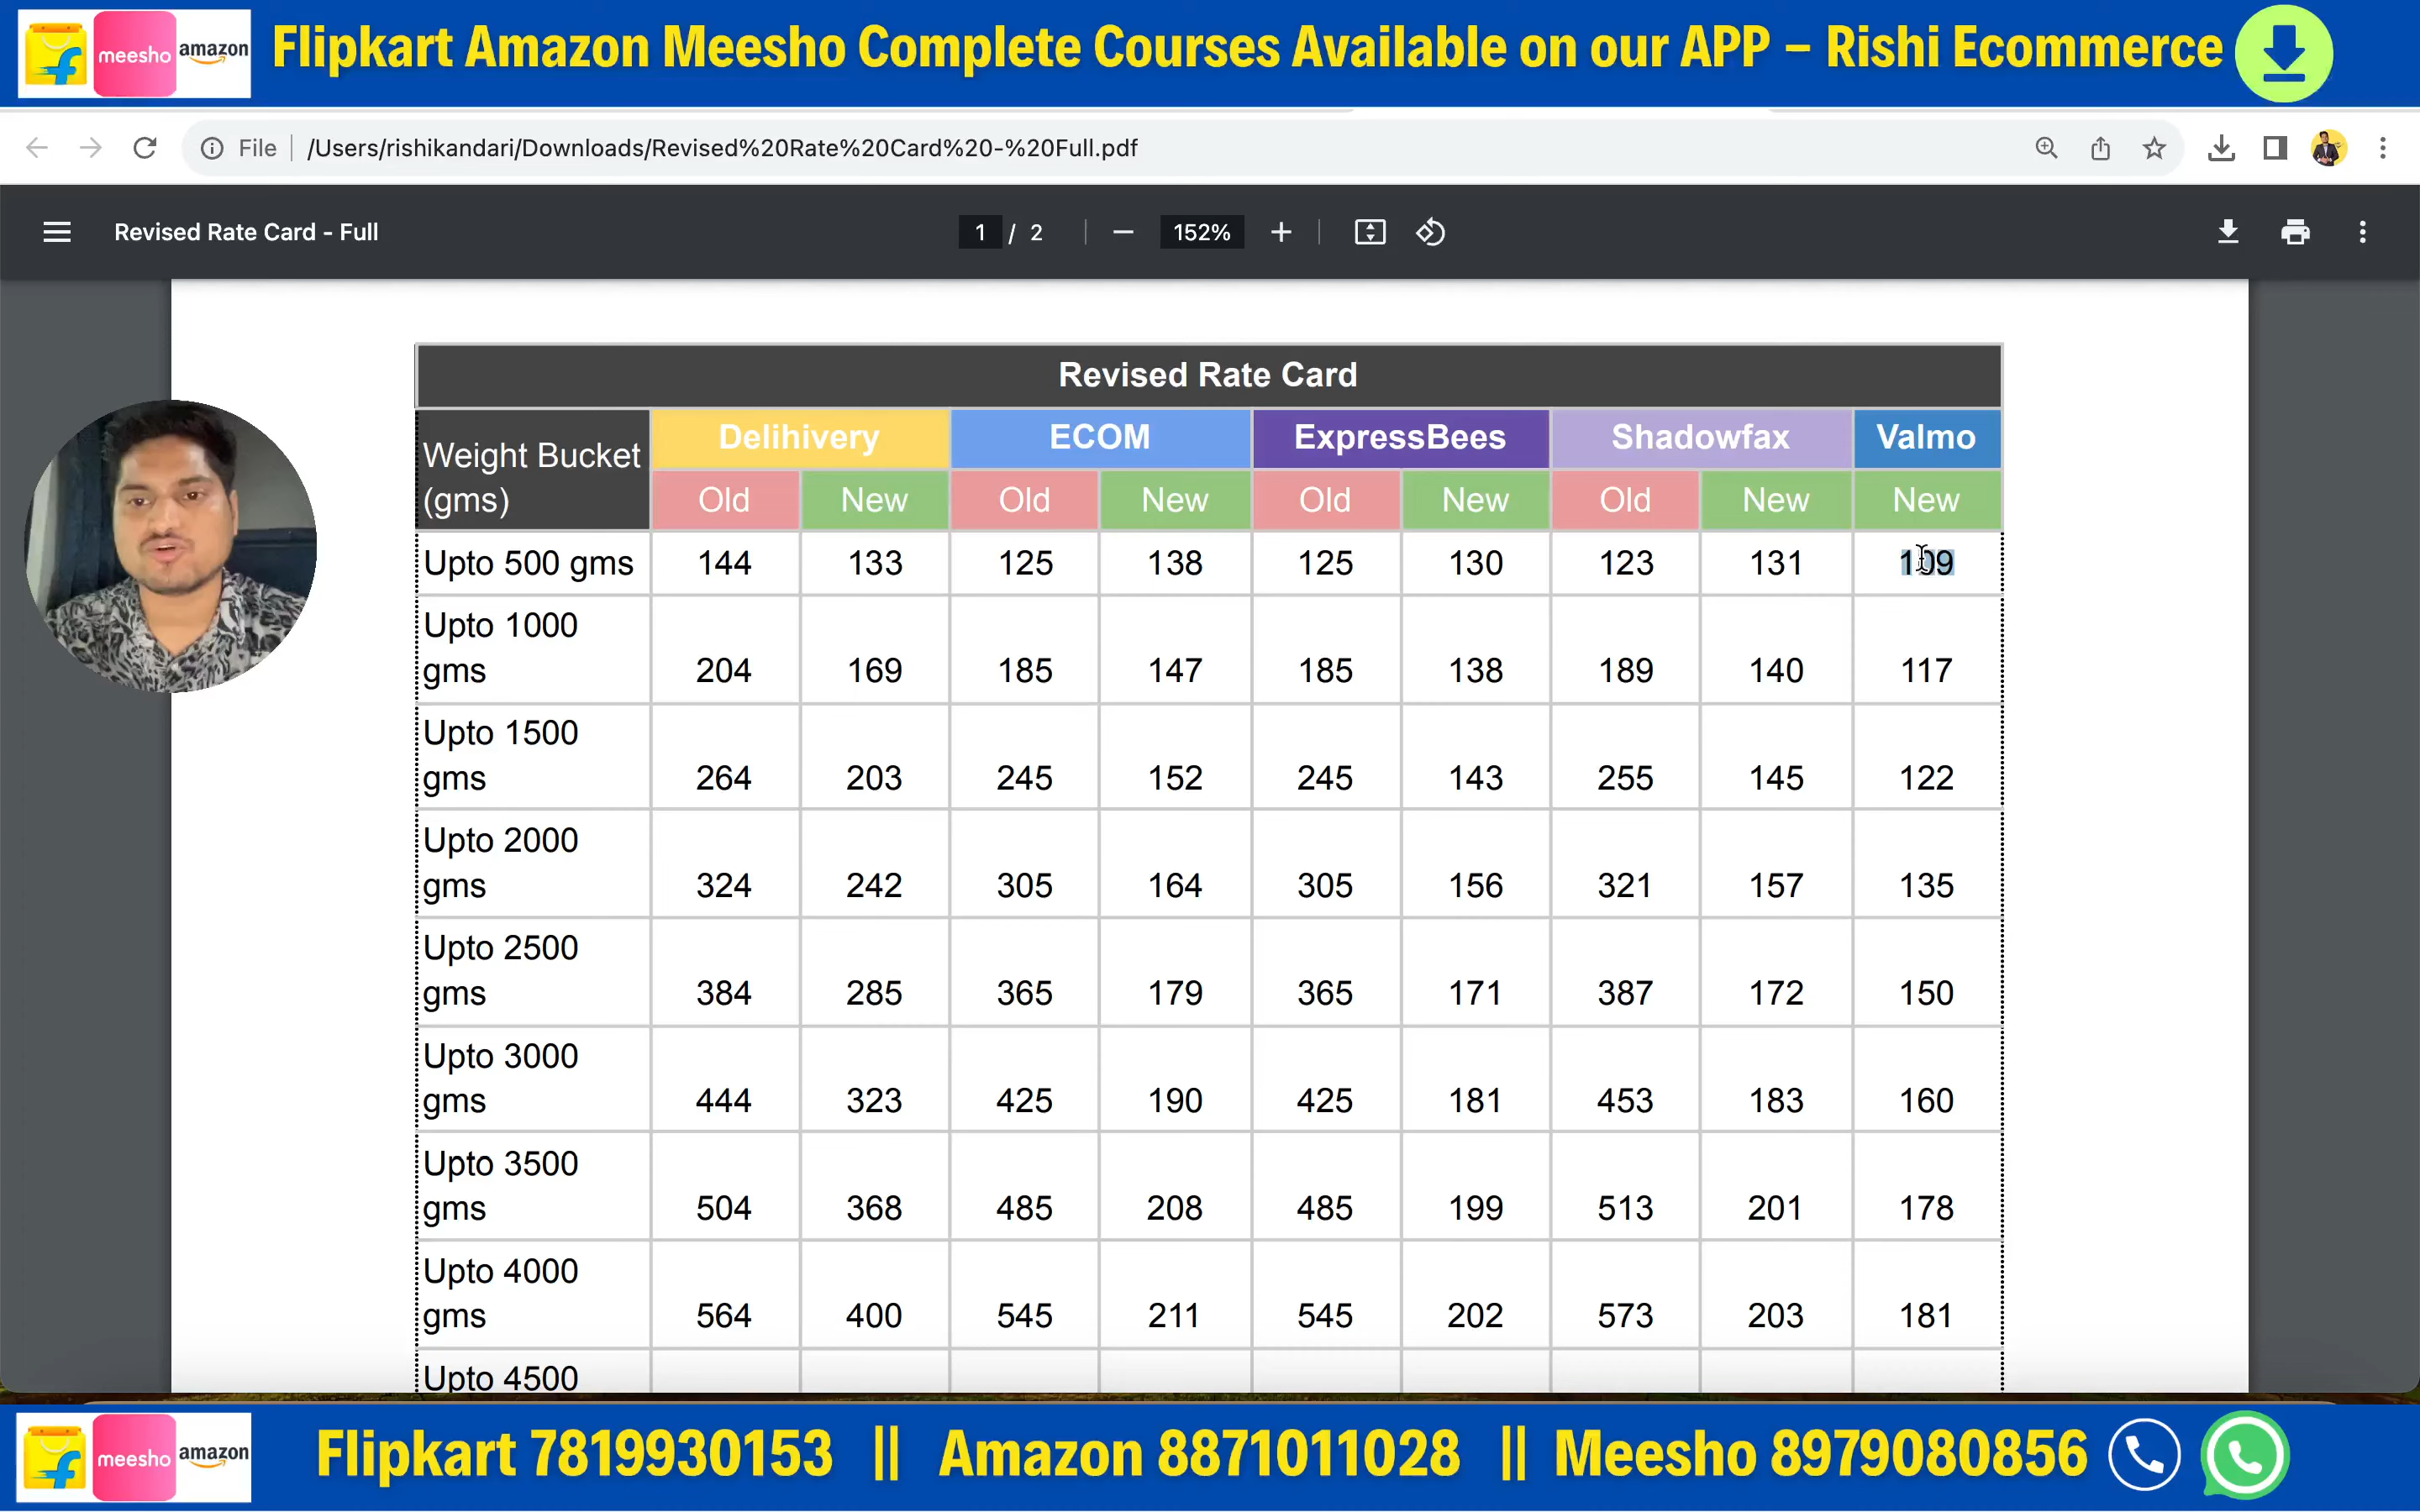 meesho amazon Flipkart Amazon Meesho Complete Courses Available on our APP – Rishi Ecommerce
File /Users/rishikandari/Downloads/Revised%20Rate%20Card%20-%20Full.pdf
Revised Rate Card - Full 1 / 2 152%
Revised Rate Card
Weight Bucket (gms) Delihivery ECOM ExpressBees Shadowfax Valmo
Old New Old New Old New Old New New
Upto 500 gms 144 133 125 138 125 130 123 131 109
Upto 1000
gms 204 169 185 147 185 138 189 140 117
Upto 1500
gms 264 203 245 152 245 143 255 145 122
Upto 2000
gms 324 242 305 164 305 156 321 157 135
Upto 2500
gms 384 285 365 179 365 171 387 172 150
Upto 3000
gms 444 323 425 190 425 181 453 183 160
Upto 3500
gms 504 368 485 208 485 199 513 201 178
Upto 4000
gms 564 400 545 211 545 202 573 203 181
Upto 4500
meesho amazon Flipkart 7819930153 || Amazon 8871011028 || Meesho 8979080856